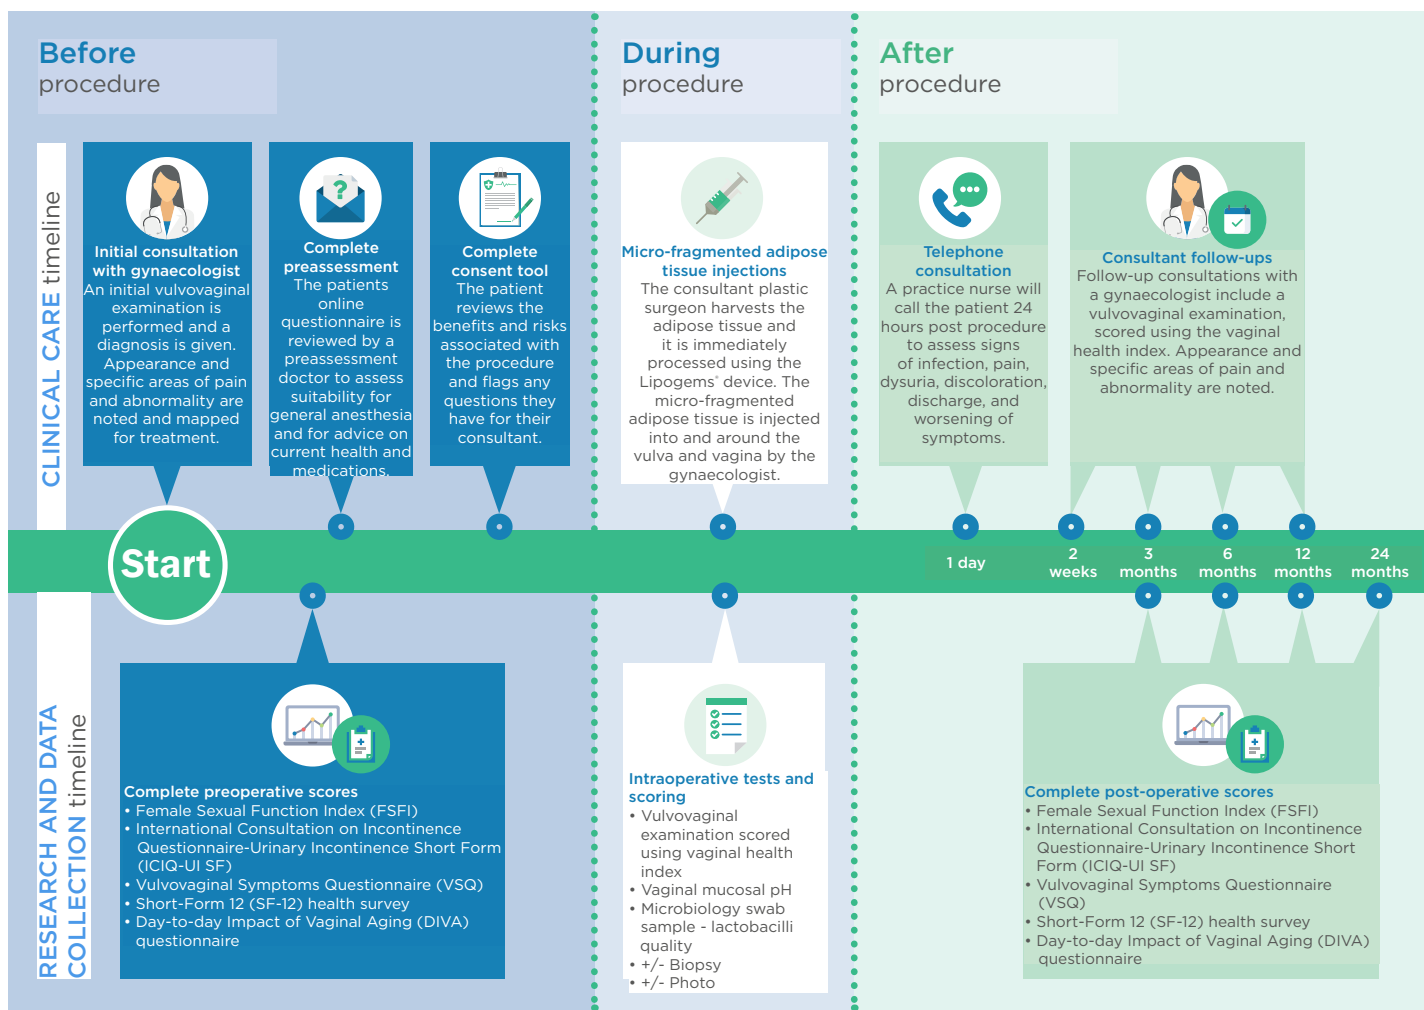 Before
procedure
During
procedure
After
procedure
CLINICAL CARE timeline
Initial consultation
with gynaecologist
An initial vulvovaginal
examination is
performed and a
diagnosis is given.
Appearance and
specific areas of pain
and abnormality are
noted and mapped
for treatment.
Complete
preassessment
The patients
online
questionnaire is
reviewed by a
preassessment
doctor to assess
suitability for
general anesthesia
and for advice on
current health and
medications.
Complete
consent tool
The patient
reviews the
benefits and risks
associated with
the procedure
and flags any
questions they
have for their
consultant.
Micro-fragmented adipose
tissue injections
The consultant plastic
surgeon harvests the
adipose tissue and
it is immediately
processed using the
Lipogems® device. The
micro-fragmented
adipose tissue is injected
into and around the
vulva and vagina by the
gynaecologist.
Telephone
consultation
A practice nurse will
call the patient 24
hours post procedure
to assess signs
of infection, pain,
dysuria, discoloration,
discharge, and
worsening of
symptoms.
Consultant follow-ups
Follow-up consultations with
a gynaecologist include a
vulvovaginal examination,
scored using the vaginal
health index. Appearance and
specific areas of pain and
abnormality are noted.
Start
1 day
2
weeks
3
months
6
months
12
months
24
months
RESEARCH AND DATA
COLLECTION timeline
Complete preoperative scores
• Female Sexual Function Index (FSFI)
• International Consultation on Incontinence
Questionnaire-Urinary Incontinence Short Form
(ICIQ-UI SF)
• Vulvovaginal Symptoms Questionnaire (VSQ)
• Short-Form 12 (SF-12) health survey
• Day-to-day Impact of Vaginal Aging (DIVA)
questionnaire
Intraoperative tests and
scoring
• Vulvovaginal
examination scored
using vaginal health
index
• Vaginal mucosal pH
• Microbiology swab
sample - lactobacilli
quality
• +/- Biopsy
• +/- Photo
Complete post-operative scores
• Female Sexual Function Index (FSFI)
• International Consultation on Incontinence
Questionnaire-Urinary Incontinence Short
Form (ICIQ-UI SF)
• Vulvovaginal Symptoms Questionnaire
(VSQ)
• Short-Form 12 (SF-12) health survey
• Day-to-day Impact of Vaginal Aging (DIVA)
questionnaire